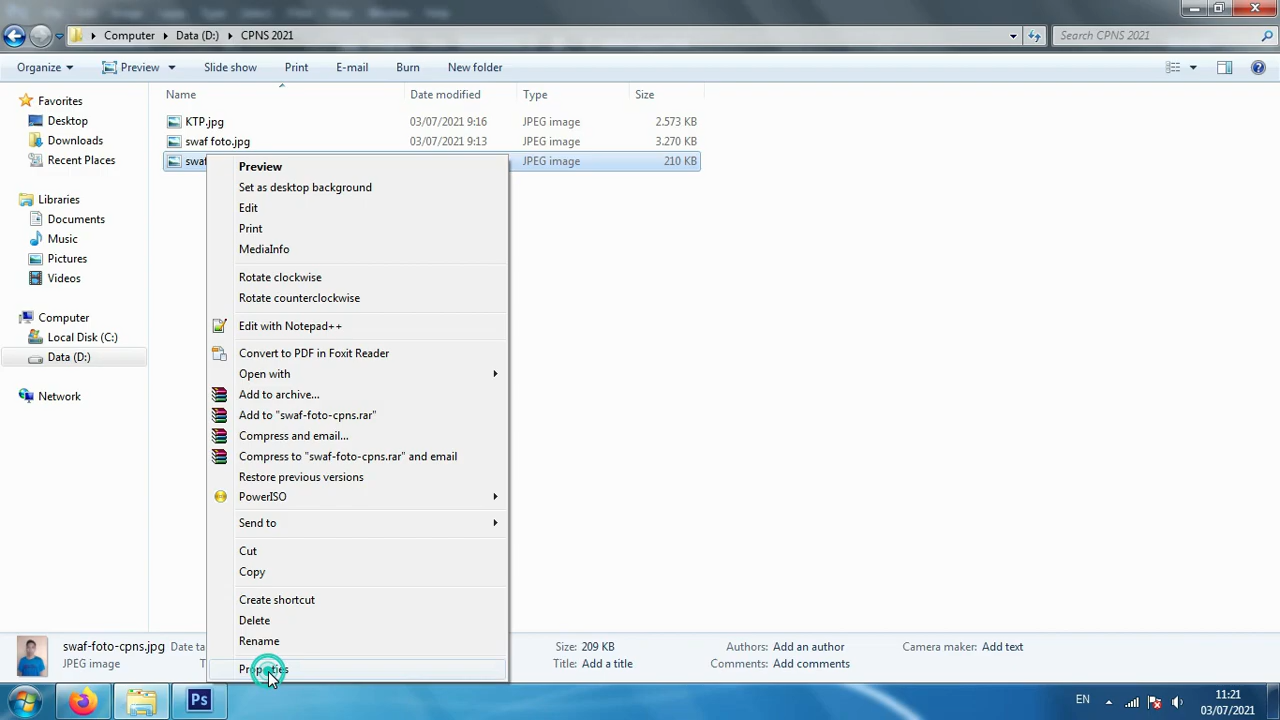 Computer ▸ Data (D:) ▸ CPNS 2021
Search CPNS 2021
Organize Preview Slide show Print E-mail Burn New folder
Name Date modified Type Size
Favorites
Desktop
Downloads
Recent Places
Libraries
Documents
Music
Pictures
Videos
Computer
Local Disk (C:)
Data (D:)
Network
KTP.jpg 03/07/2021 9:16 JPEG image 2.573 KB
swaf foto.jpg 03/07/2021 9:13 JPEG image 3.270 KB
swaf JPEG image 210 KB
Preview
Set as desktop background
Edit
Print
MediaInfo
Rotate clockwise
Rotate counterclockwise
Edit with Notepad++
Convert to PDF in Foxit Reader
Open with
Add to archive...
Add to "swaf-foto-cpns.rar"
Compress and email...
Compress to "swaf-foto-cpns.rar" and email
Restore previous versions
PowerISO
Send to
Cut
Copy
Create shortcut
Delete
Rename
Properties
swaf-foto-cpns.jpg Date ta Size: 209 KB Authors: Add an author Camera maker: Add text
JPEG image Title: Add a title Comments: Add comments
Ps
EN
11:21
03/07/2021